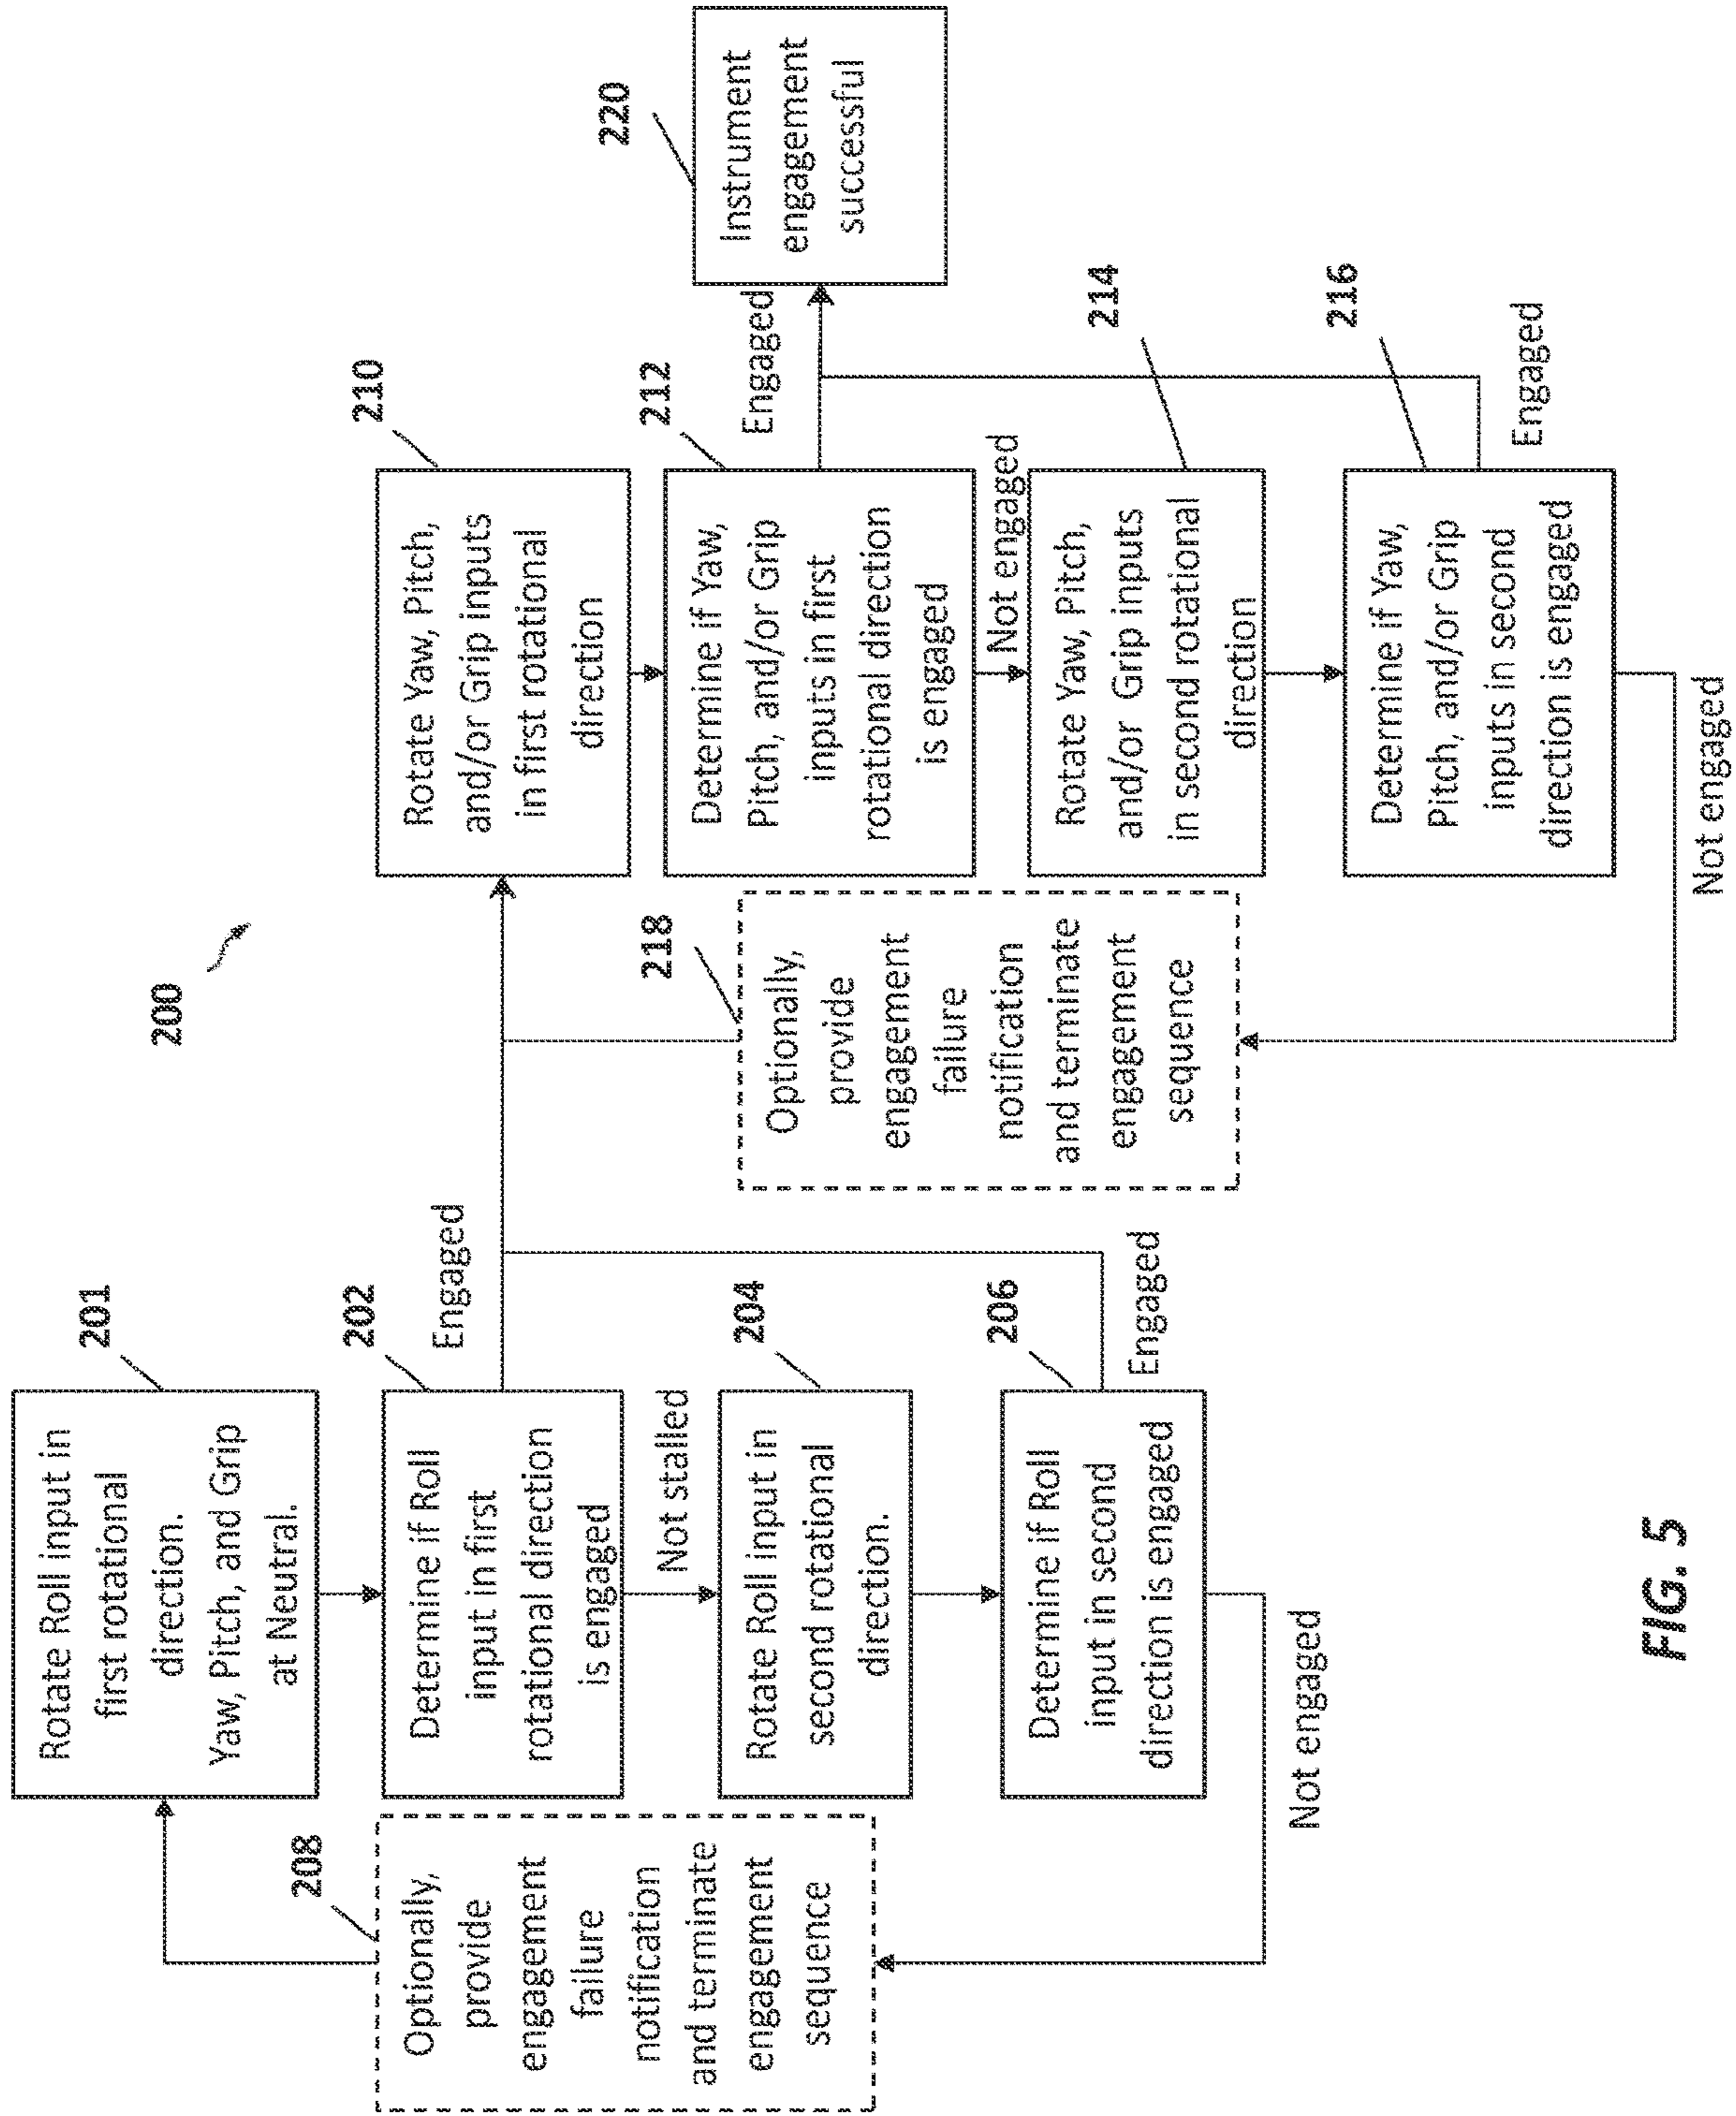 200
201
Rotate Roll input in
first rotational
direction.
Yaw, Pitch, and Grip
at Neutral.
202
Determine if Roll
input in first
rotational direction
is engaged
Engaged
Not stalled
204
Rotate Roll input in
second rotational
direction.
206
Determine if Roll
input in second
direction is engaged
Engaged
Not engaged
208
Optionally,
provide
engagement
failure
notification
and terminate
engagement
sequence
210
Rotate Yaw, Pitch,
and/or Grip inputs
in first rotational
direction
212
Determine if Yaw,
Pitch, and/or Grip
inputs in first
rotational direction
is engaged
Engaged
Not engaged
214
Rotate Yaw, Pitch,
and/or Grip inputs
in second rotational
direction
216
Determine if Yaw,
Pitch, and/or Grip
inputs in second
direction is engaged
Engaged
Not engaged
218
Optionally,
provide
engagement
failure
notification
and terminate
engagement
sequence
220
Instrument
engagement
successful
FIG. 5